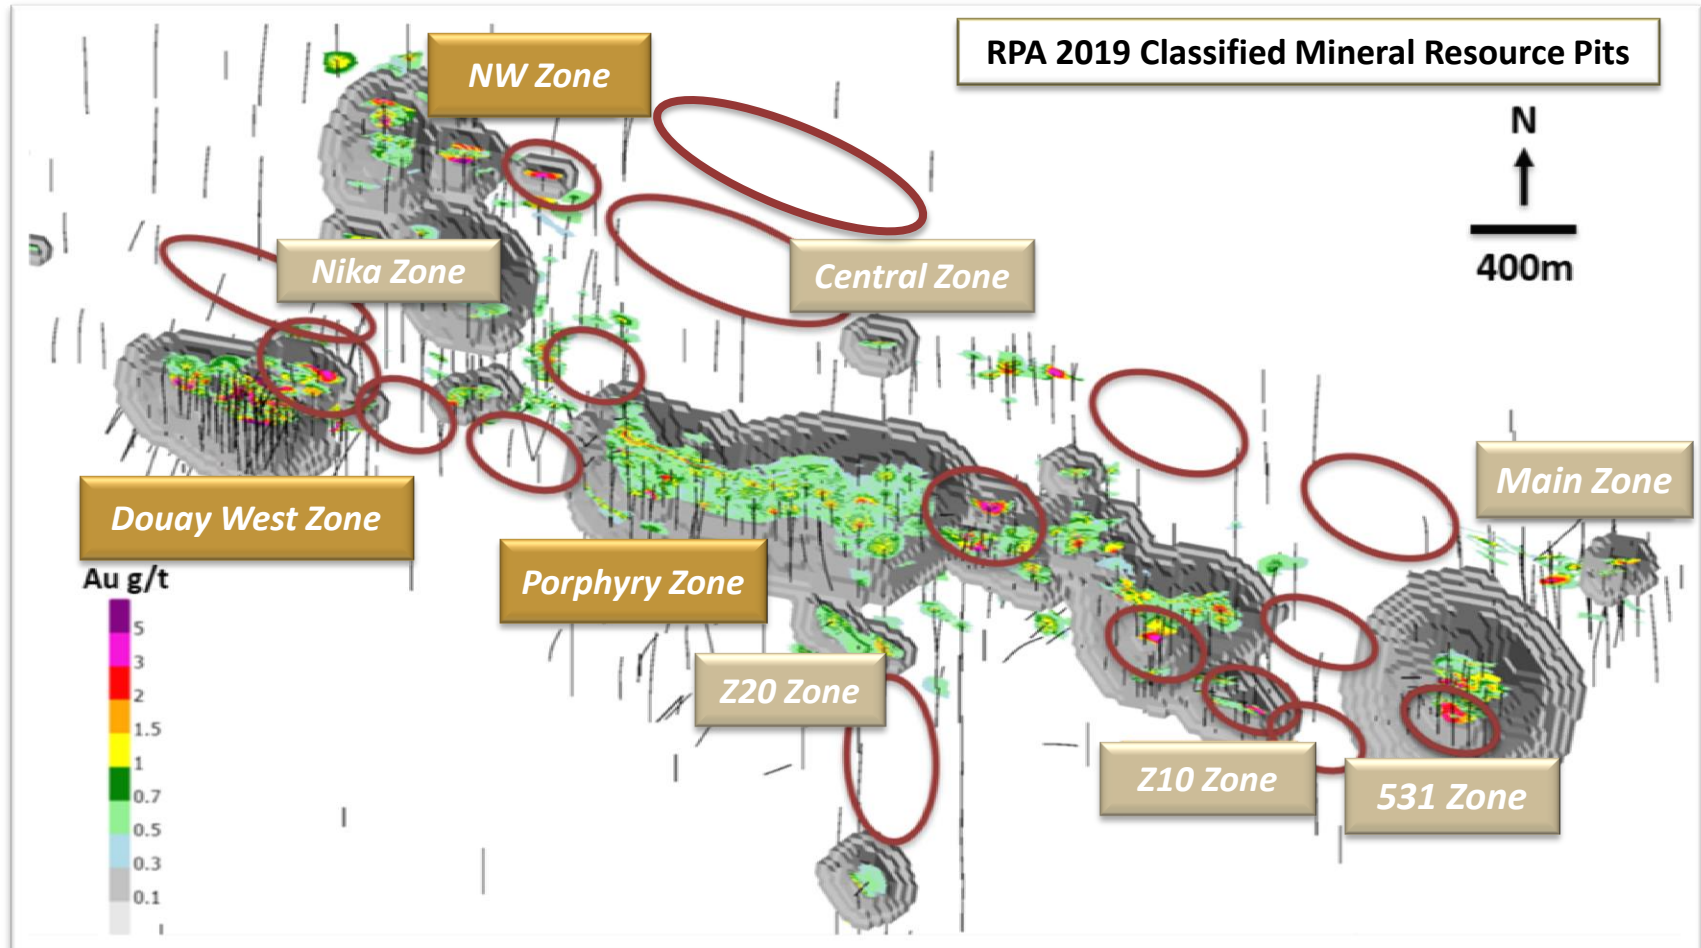 RPA 2019 Classified Mineral Resource Pits
NW Zone
N
400m
Nika Zone
Central Zone
Main Zone
Douay West Zone
Porphyry Zone
Z20 Zone
Z10 Zone
531 Zone
Au g/t
5
3
2
1.5
1
0.7
0.5
0.3
0.1